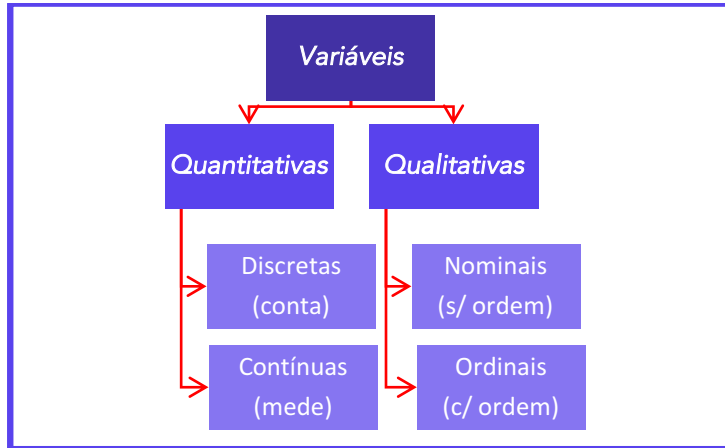 Variáveis
Quantitativas
Qualitativas
Discretas
(conta)
Nominais
(s/ ordem)
Contínuas
(mede)
Ordinais
(c/ ordem)